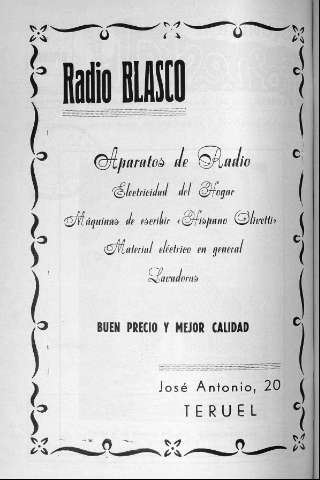 Radio BLASCO
Aparatos de Radio
Electricidad del Hogar
Máquinas de escribir «Hispano Olivetti»
Material eléctrico en general
Lavadoras
BUEN PRECIO Y MEJOR CALIDAD
José Antonio, 20
TERUEL